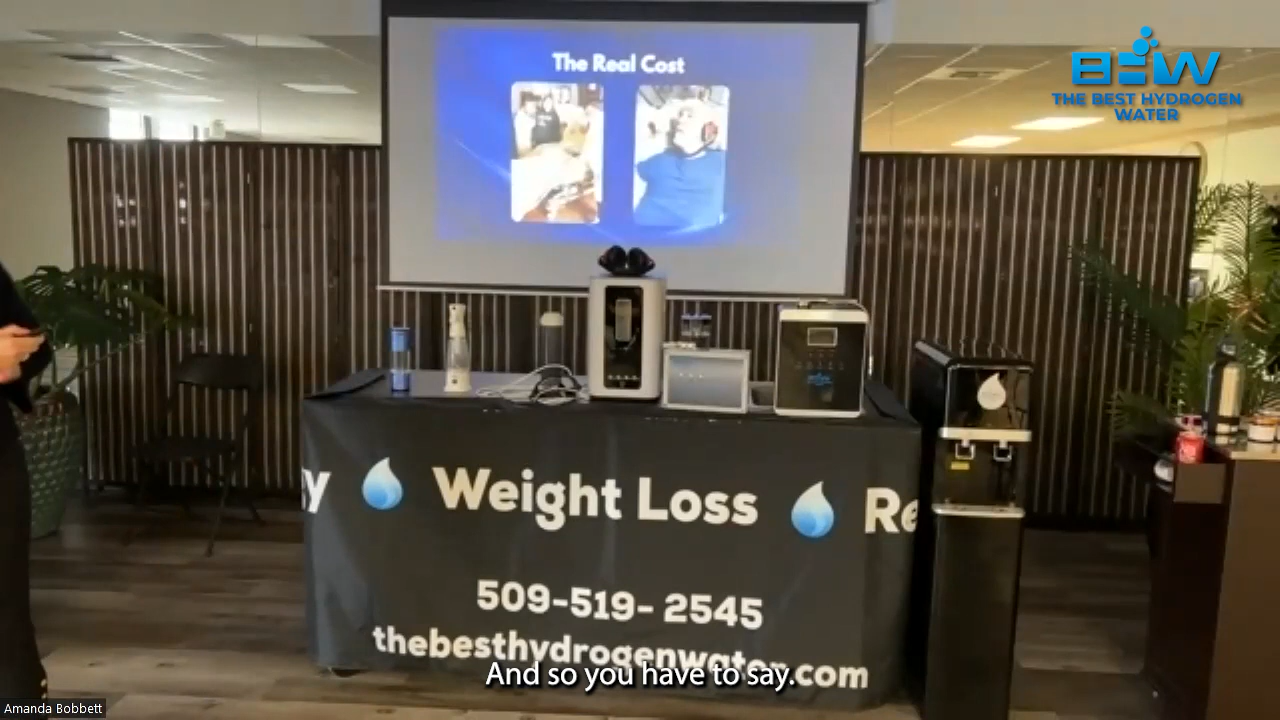 The Real Cost
BHW
THE BEST HYDROGEN
WATER
y Weight Loss Re
509-519- 2545
thebesthydrogenwater.com
And so you have to say.
Amanda Bobbett